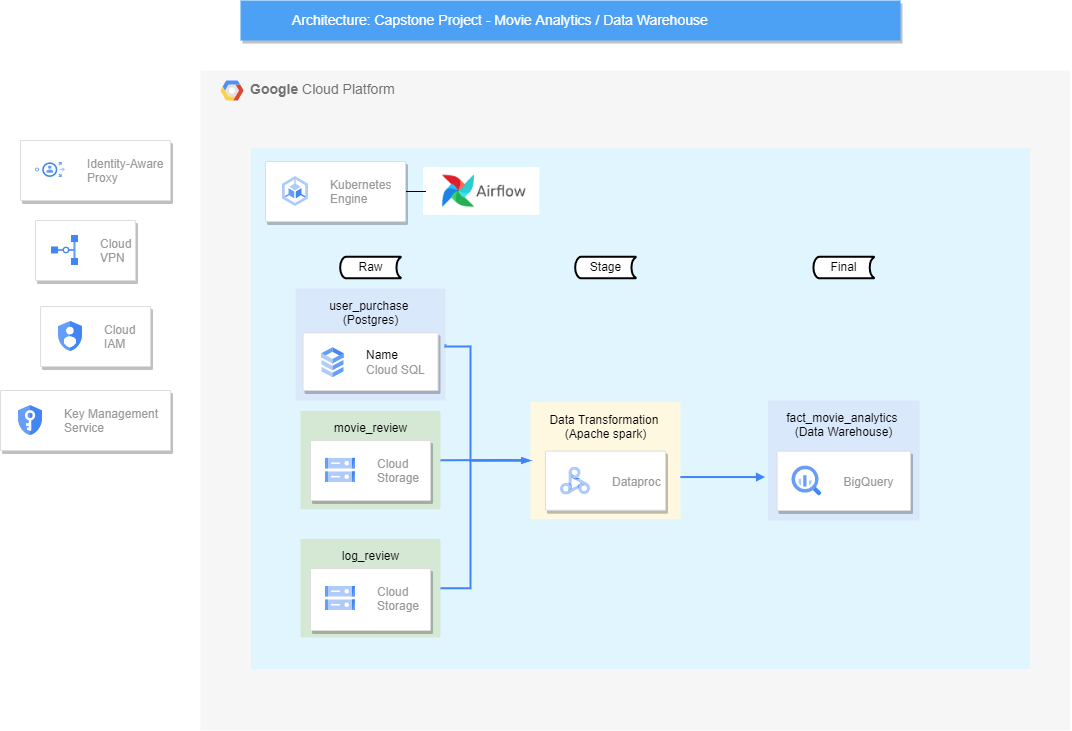 Architecture: Capstone Project - Movie Analytics / Data Warehouse
Google Cloud Platform
Identity-Aware
Proxy
Cloud
VPN
Cloud
IAM
Key Management
Service
Kubernetes
Engine
Airflow
Raw
Stage
Final
user_purchase
(Postgres)
Name
Cloud SQL
movie_review
Cloud
Storage
log_review
Cloud
Storage
Data Transformation
(Apache spark)
Dataproc
fact_movie_analytics
(Data Warehouse)
BigQuery